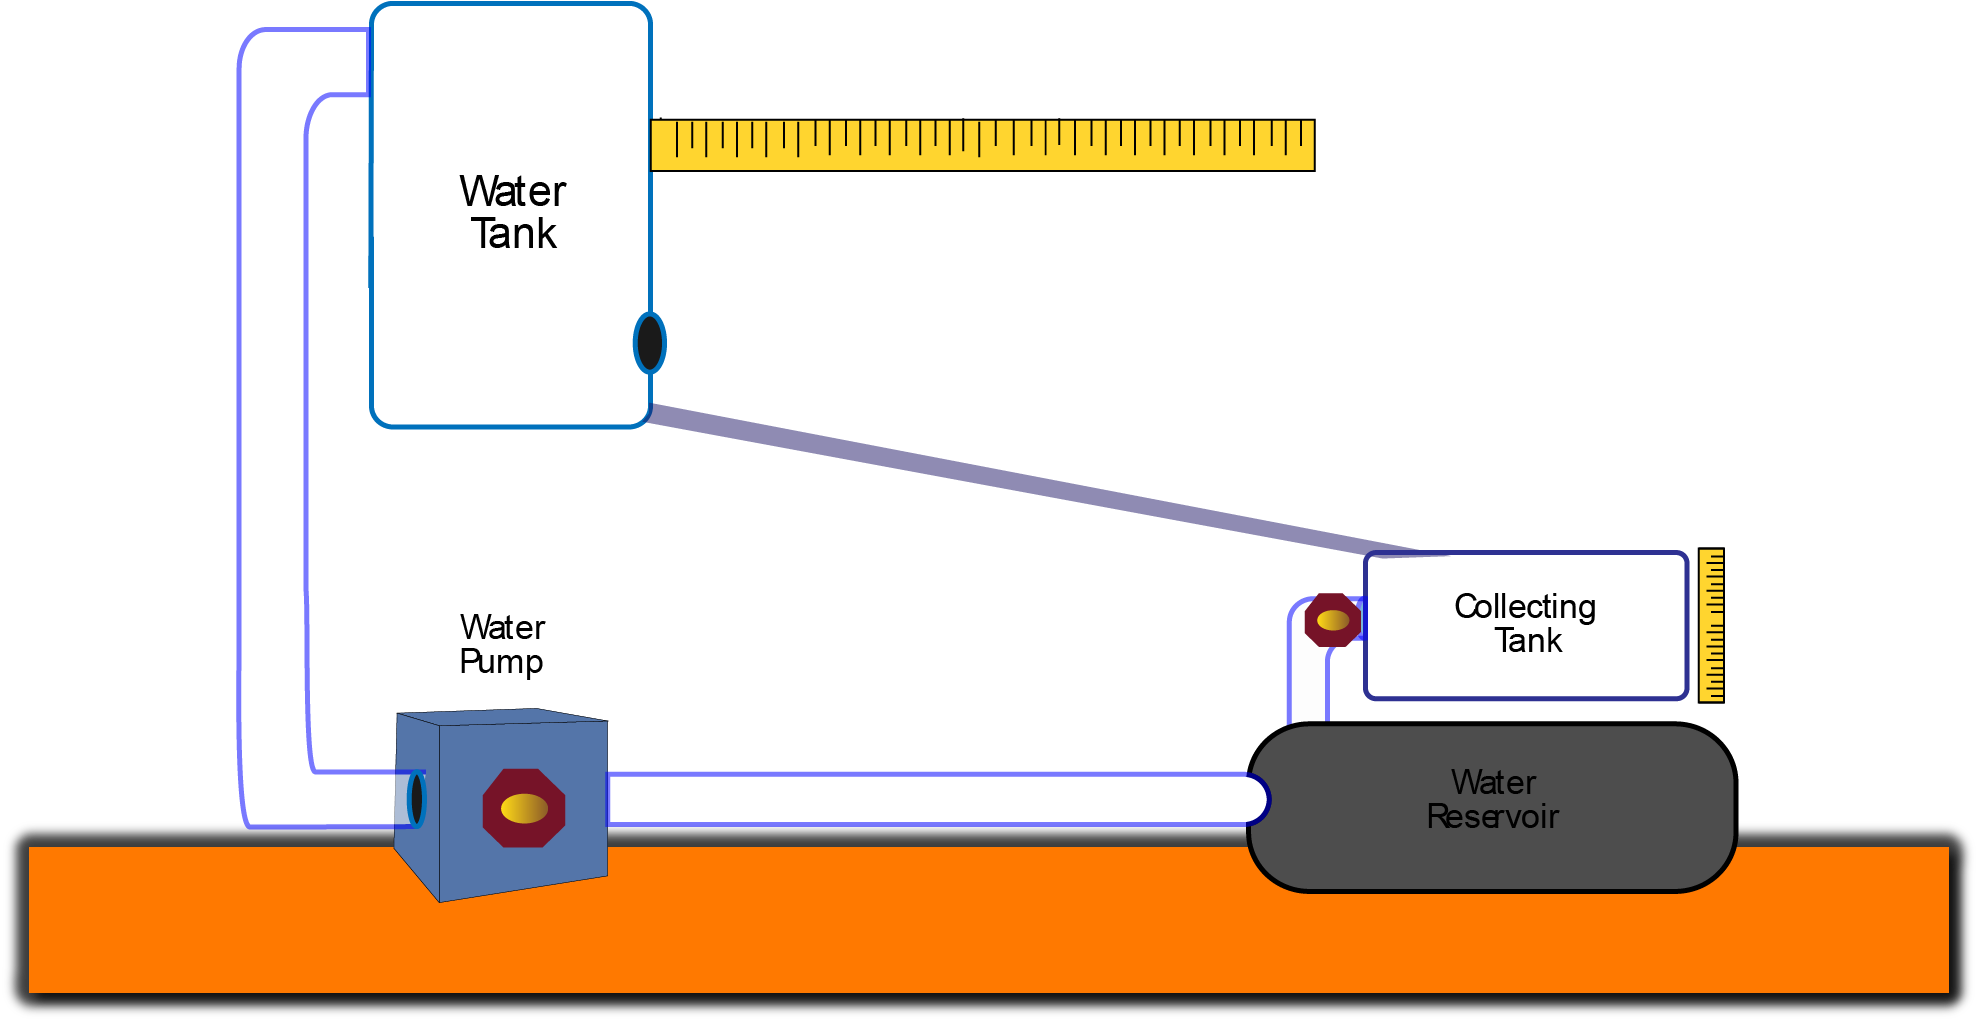 Water
Tank
Water
Pump
Collecting
Tank
Water
Reservoir